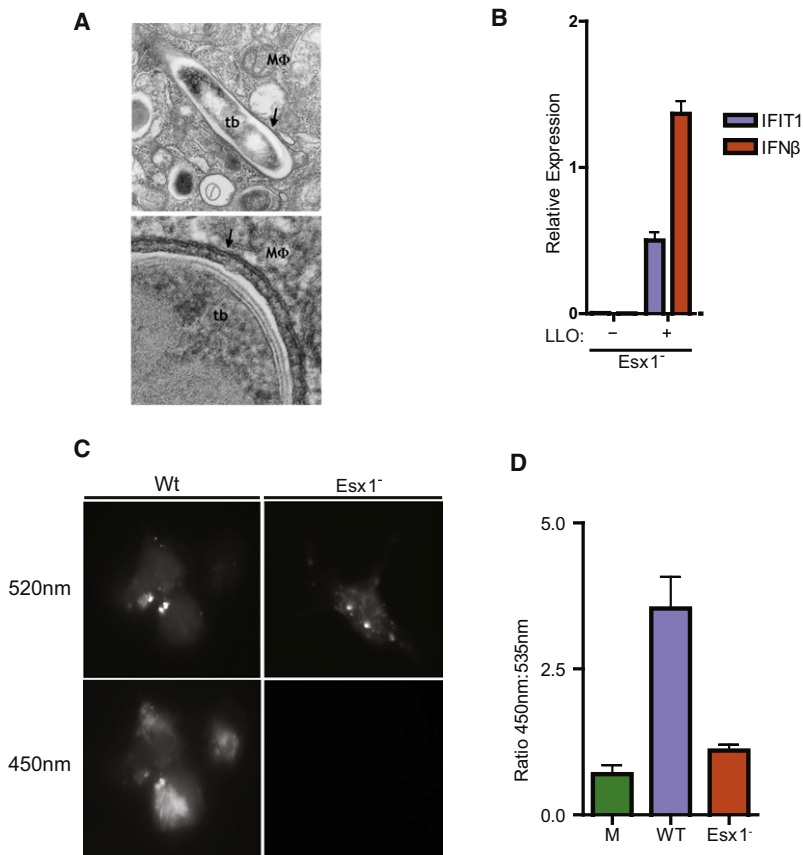 A
MΦ
tb
MΦ
tb
B
Relative Expression
2
1
0
LLO: − +
Esx1⁻
IFIT1
IFNβ
C
Wt Esx1⁻
520nm
450nm
D
Ratio 450nm:535nm
5.0
2.5
0.0
M WT Esx1⁻